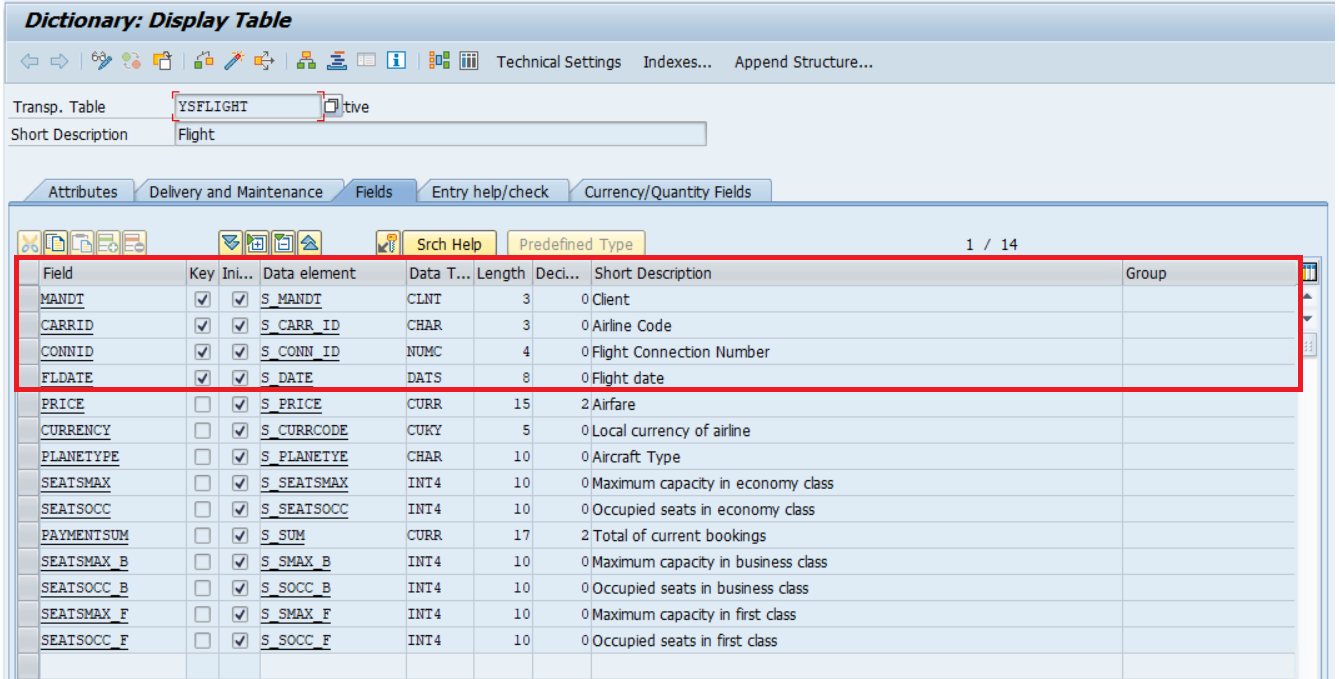 Dictionary: Display Table
Technical Settings Indexes... Append Structure...
Transp. Table YSFLIGHT tive
Short Description Flight
Attributes Delivery and Maintenance Fields Entry help/check Currency/Quantity Fields
Srch Help Predefined Type 1 / 14
Field Key Ini... Data element Data T... Length Deci... Short Description Group
MANDT S_MANDT CLNT 3 0 Client
CARRID S_CARR_ID CHAR 3 0 Airline Code
CONNID S_CONN_ID NUMC 4 0 Flight Connection Number
FLDATE S_DATE DATS 8 0 Flight date
PRICE S_PRICE CURR 15 2 Airfare
CURRENCY S_CURRCODE CUKY 5 0 Local currency of airline
PLANETYPE S_PLANETYE CHAR 10 0 Aircraft Type
SEATSMAX S_SEATSMAX INT4 10 0 Maximum capacity in economy class
SEATSOCC S_SEATSOCC INT4 10 0 Occupied seats in economy class
PAYMENTSUM S_SUM CURR 17 2 Total of current bookings
SEATSMAX_B S_SMAX_B INT4 10 0 Maximum capacity in business class
SEATSOCC_B S_SOCC_B INT4 10 0 Occupied seats in business class
SEATSMAX_F S_SMAX_F INT4 10 0 Maximum capacity in first class
SEATSOCC_F S_SOCC_F INT4 10 0 Occupied seats in first class